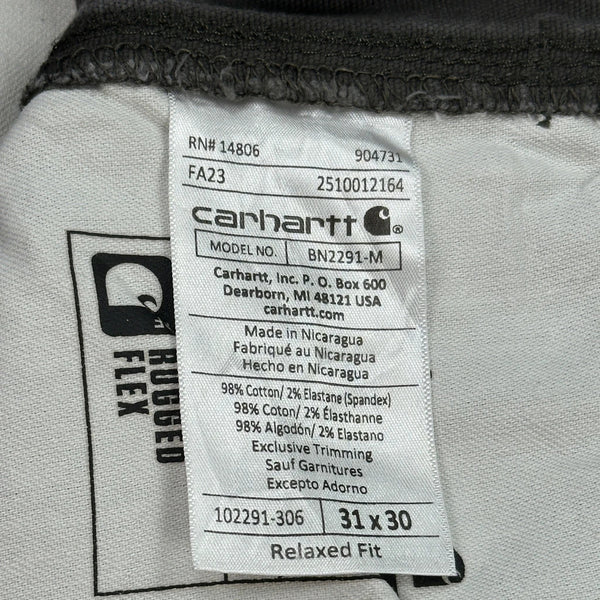 RN# 14806 904731
FA23 2510012164
carhartt ®
MODEL NO. BN2291-M
Carhartt, Inc. P. O. Box 600
Dearborn, MI 48121 USA
carhartt.com
Made in Nicaragua
Fabriqué au Nicaragua
Hecho en Nicaragua
98% Cotton/ 2% Elastane (Spandex)
98% Coton/ 2% Élasthanne
98% Algodón/ 2% Elastano
Exclusive Trimming
Sauf Garnitures
Excepto Adorno
102291-306 31 x 30
Relaxed Fit
RUGGED
FLEX